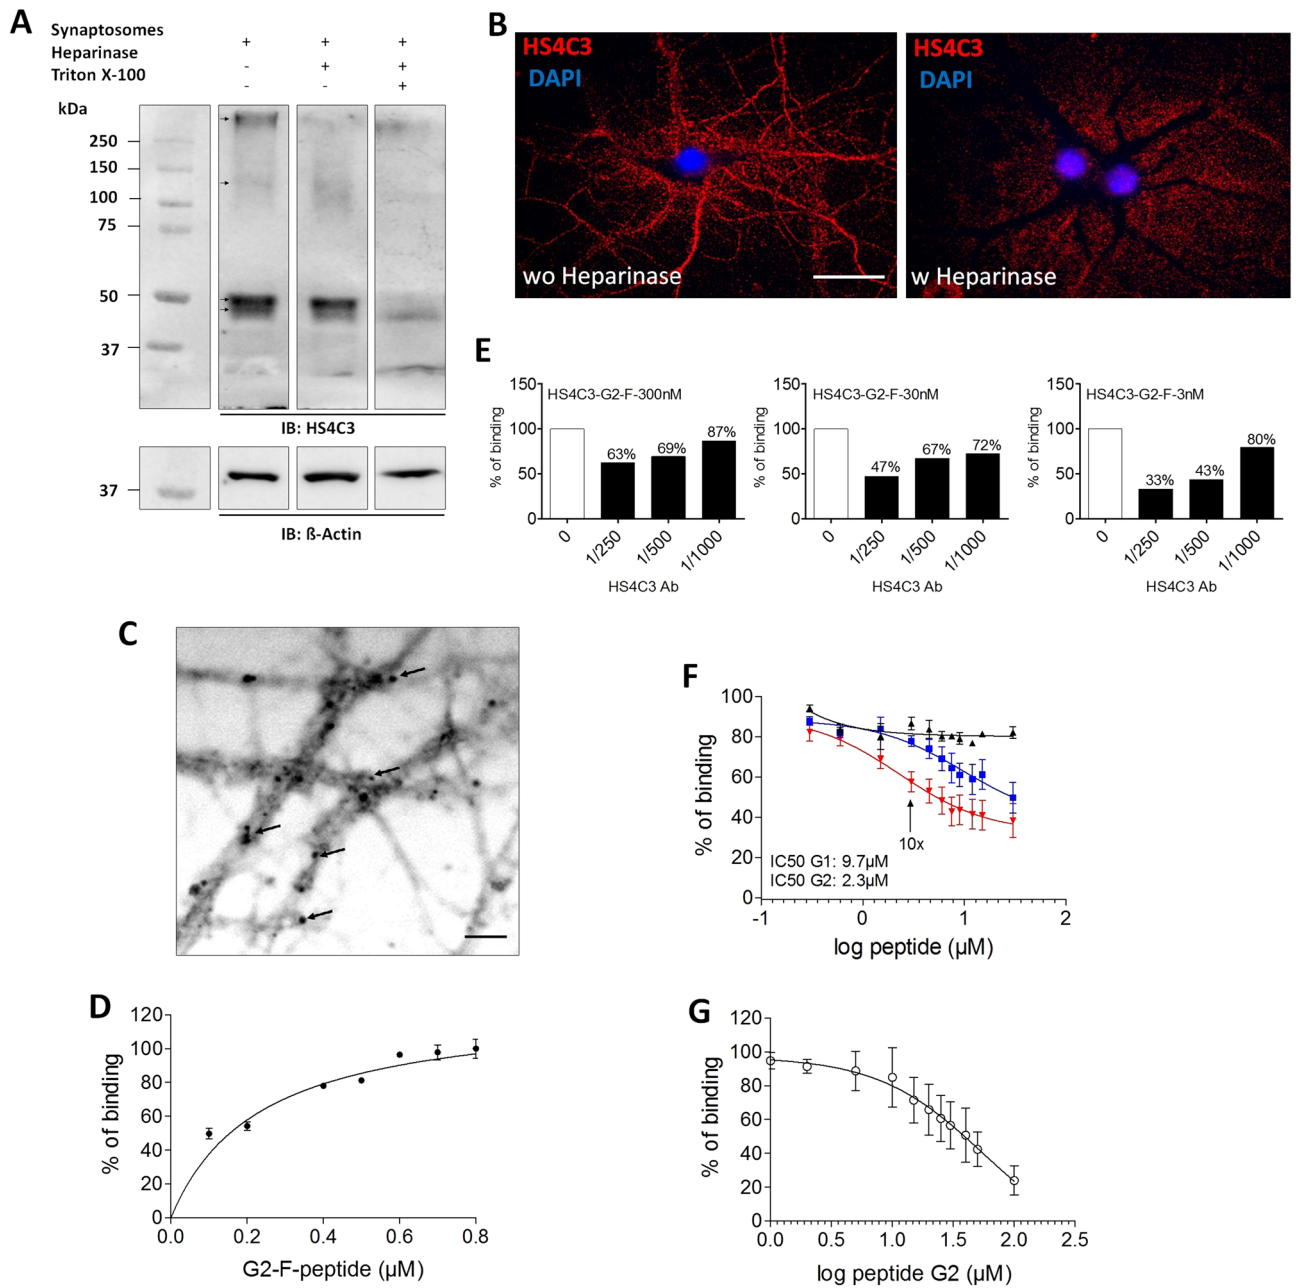 A
Synaptosomes + + +
Heparinase - + +
Triton X-100 - - +
kDa
250
150
100
75
50
37
IB: HS4C3
37
IB: ß-Actin
B
HS4C3
DAPI
wo Heparinase
HS4C3
DAPI
w Heparinase
E
HS4C3-G2-F-300nM
% of binding
150
100
50
0
63%
69%
87%
0
1/250
1/500
1/1000
HS4C3 Ab
HS4C3-G2-F-30nM
% of binding
150
100
50
0
47%
67%
72%
0
1/250
1/500
1/1000
HS4C3 Ab
HS4C3-G2-F-3nM
% of binding
150
100
50
0
33%
43%
80%
0
1/250
1/500
1/1000
HS4C3 Ab
C
F
% of binding
100
80
60
40
20
0
10x
IC50 G1: 9.7µM
IC50 G2: 2.3µM
-1 0 1 2
log peptide (µM)
D
% of binding
120
100
80
60
40
20
0
0.0 0.2 0.4 0.6 0.8
G2-F-peptide (µM)
G
% of binding
120
100
80
60
40
20
0
0.0 0.5 1.0 1.5 2.0 2.5
log peptide G2 (µM)